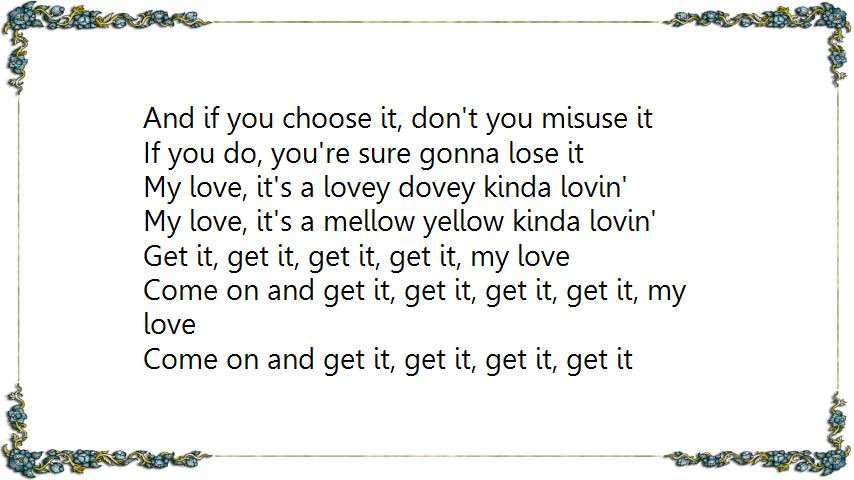 And if you choose it, don't you misuse it
If you do, you're sure gonna lose it
My love, it's a lovey dovey kinda lovin'
My love, it's a mellow yellow kinda lovin'
Get it, get it, get it, get it, my love
Come on and get it, get it, get it, get it, my
love
Come on and get it, get it, get it, get it